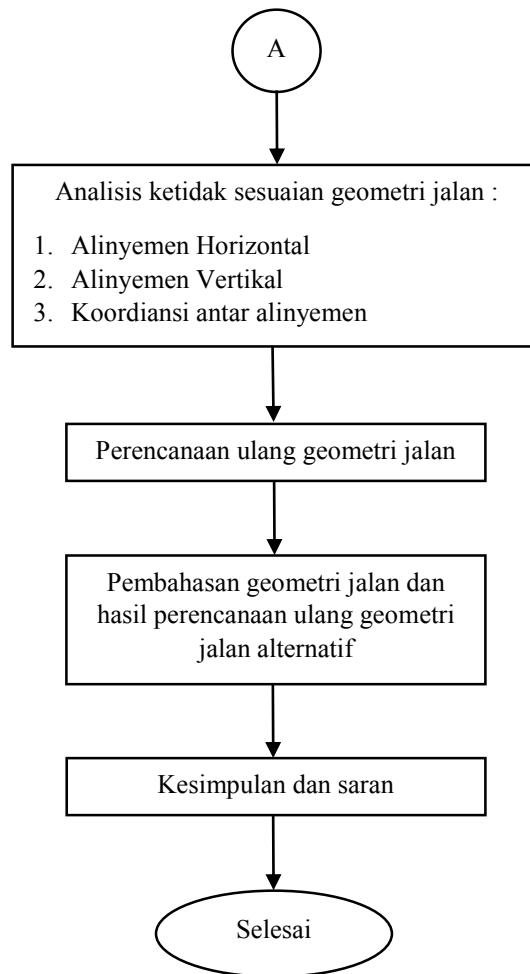 A
Analisis ketidak sesuaian geometri jalan :
1. Alinyemen Horizontal
2. Alinyemen Vertikal
3. Koordiansi antar alinyemen
Perencanaan ulang geometri jalan
Pembahasan geometri jalan dan
hasil perencanaan ulang geometri
jalan alternatif
Kesimpulan dan saran
Selesai